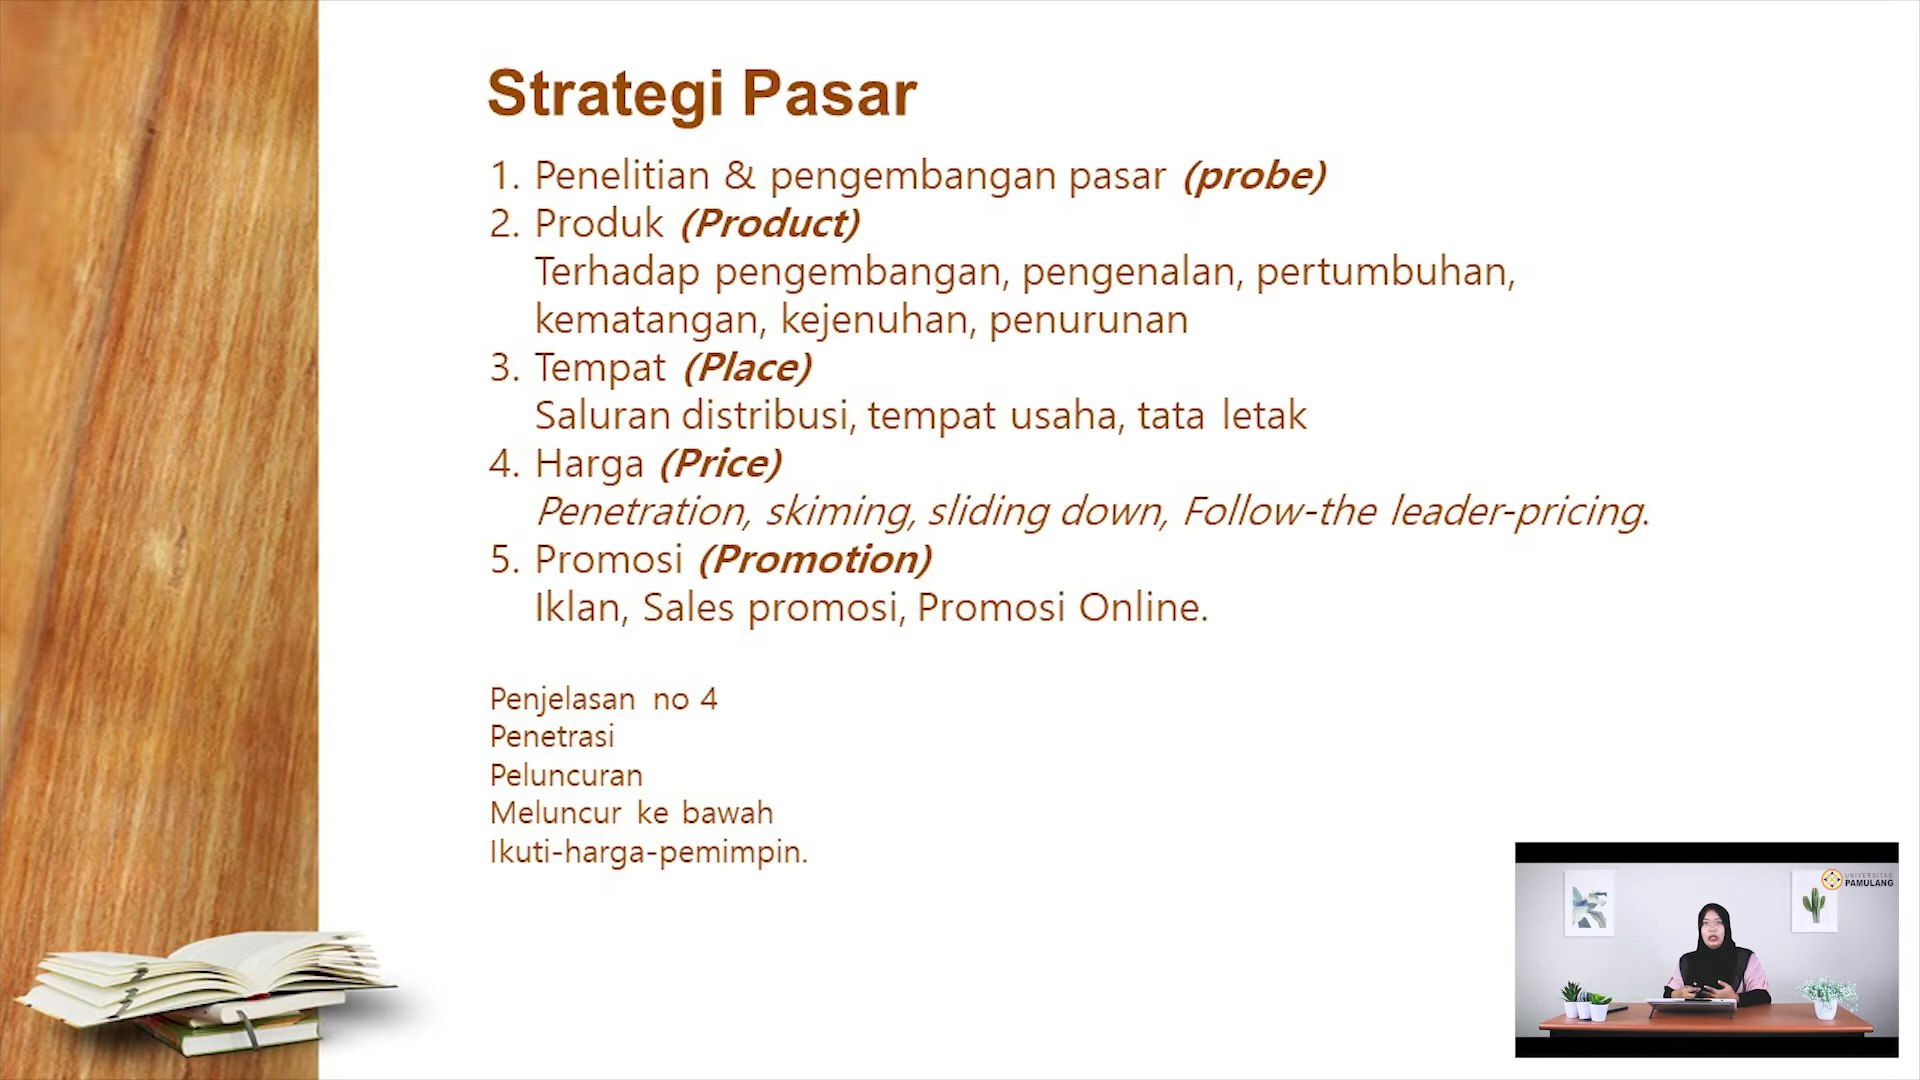 Strategi Pasar
1. Penelitian & pengembangan pasar (probe)
2. Produk (Product)
Terhadap pengembangan, pengenalan, pertumbuhan,
kematangan, kejenuhan, penurunan
3. Tempat (Place)
Saluran distribusi, tempat usaha, tata letak
4. Harga (Price)
Penetration, skiming, sliding down, Follow-the leader-pricing.
5. Promosi (Promotion)
Iklan, Sales promosi, Promosi Online.
Penjelasan no 4
Penetrasi
Peluncuran
Meluncur ke bawah
Ikuti-harga-pemimpin.
UNIVERSITAS
PAMULANG